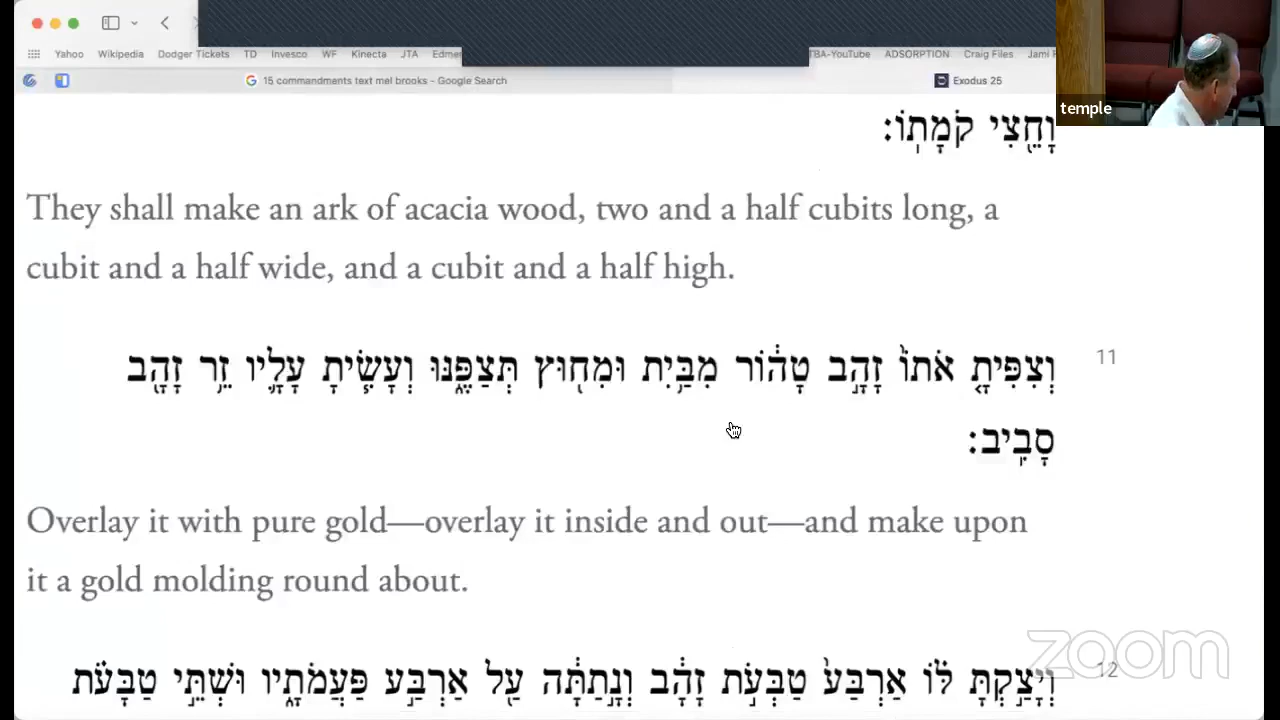 Yahoo Wikipedia Dodger Tickets TD Invesco WF Kinecta JTA
TBA-YouTube ADSORPTION Craig Files Jami
15 commandments text mel brooks - Google Search
Exodus 25
temple
וָחֵ֖צִי קֹמָתֽוֹ׃
They shall make an ark of acacia wood, two and a half cubits long, a
cubit and a half wide, and a cubit and a half high.
11
וְצִפִּיתָ֤ אֹתוֹ֙ זָהָ֣ב טָה֔וֹר מִבַּ֥יִת וּמִח֖וּץ תְּצַפֶּ֑נּוּ וְעָשִׂ֧יתָ עָלָ֛יו זֵ֥ר זָהָ֖ב
סָבִֽיב׃
Overlay it with pure gold—overlay it inside and out—and make upon
it a gold molding round about.
12
וְיָצַ֣קְתָּ לּ֗וֹ אַרְבַּע֙ טַבְּעֹ֣ת זָהָ֔ב וְנָ֣תַתָּ֔ה עַ֖ל אַרְבַּ֣ע פַּעֲמֹתָ֑יו וּשְׁתֵּ֣י טַבָּעֹ֗ת
zoom